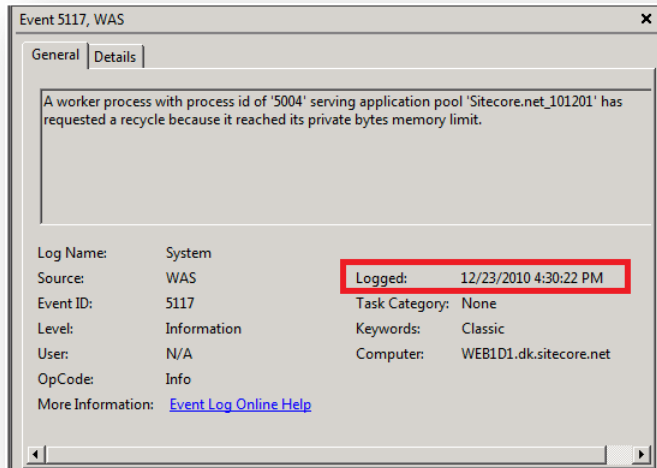 Event 5117, WAS
General Details
A worker process with process id of '5004' serving application pool 'Sitecore.net_101201' has
requested a recycle because it reached its private bytes memory limit.
Log Name: System
Source: WAS Logged: 12/23/2010 4:30:22 PM
Event ID: 5117 Task Category: None
Level: Information Keywords: Classic
User: N/A Computer: WEB1D1.dk.sitecore.net
OpCode: Info
More Information: Event Log Online Help